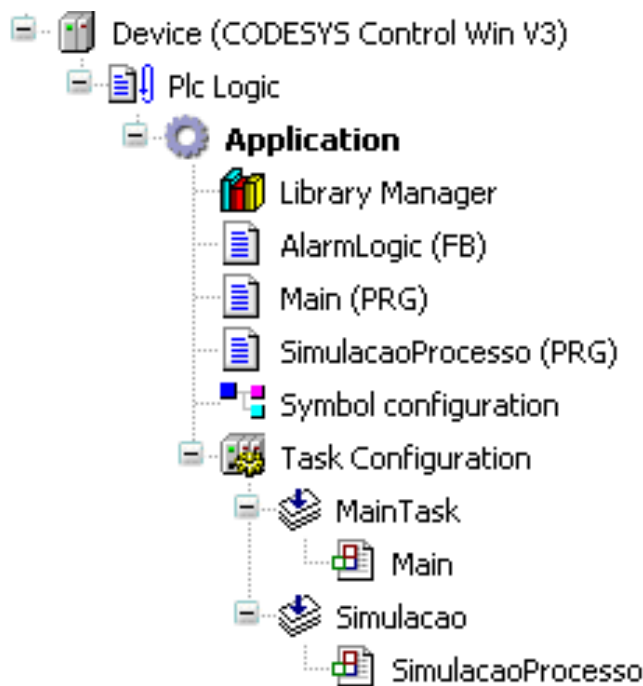 Device (CODESYS Control Win V3)
Plc Logic
Application
Library Manager
AlarmLogic (FB)
Main (PRG)
SimulacaoProcesso (PRG)
Symbol configuration
Task Configuration
MainTask
Main
Simulacao
SimulacaoProcesso